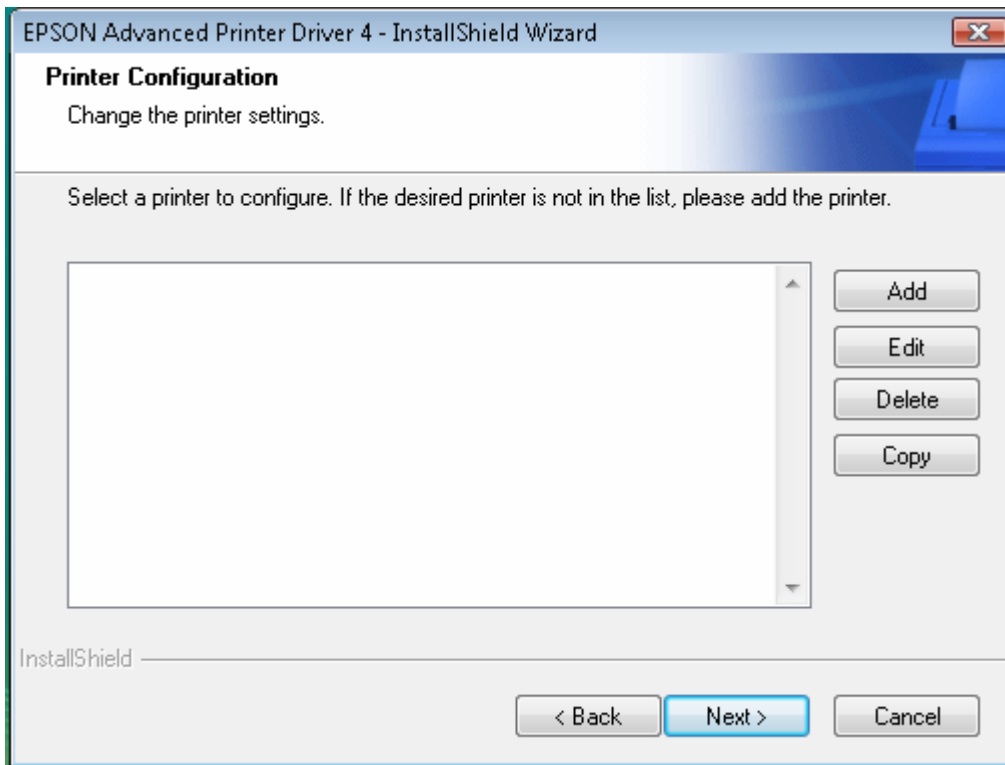 EPSON Advanced Printer Driver 4 - InstallShield Wizard
Printer Configuration
Change the printer settings.
Select a printer to configure. If the desired printer is not in the list, please add the printer.
Add
Edit
Delete
Copy
InstallShield
< Back
Next >
Cancel